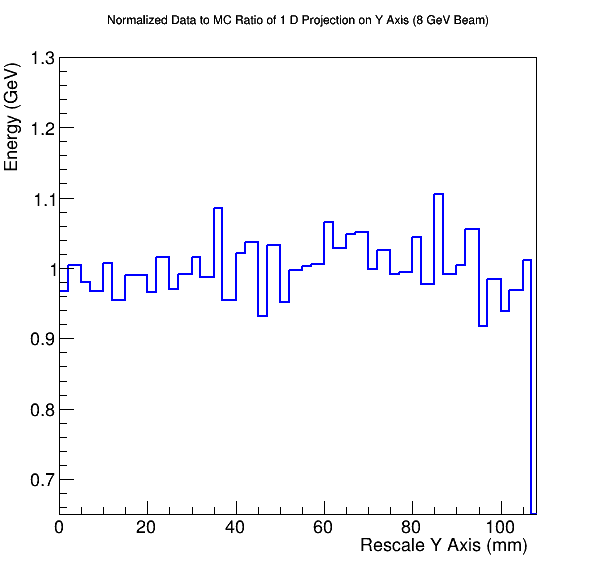 Normalized Data to MC Ratio of 1 D Projection on Y Axis (8 GeV Beam)
Energy (GeV)
1.3
1.2
1.1
1
0.9
0.8
0.7
0 20 40 60 80 100
Rescale Y Axis (mm)